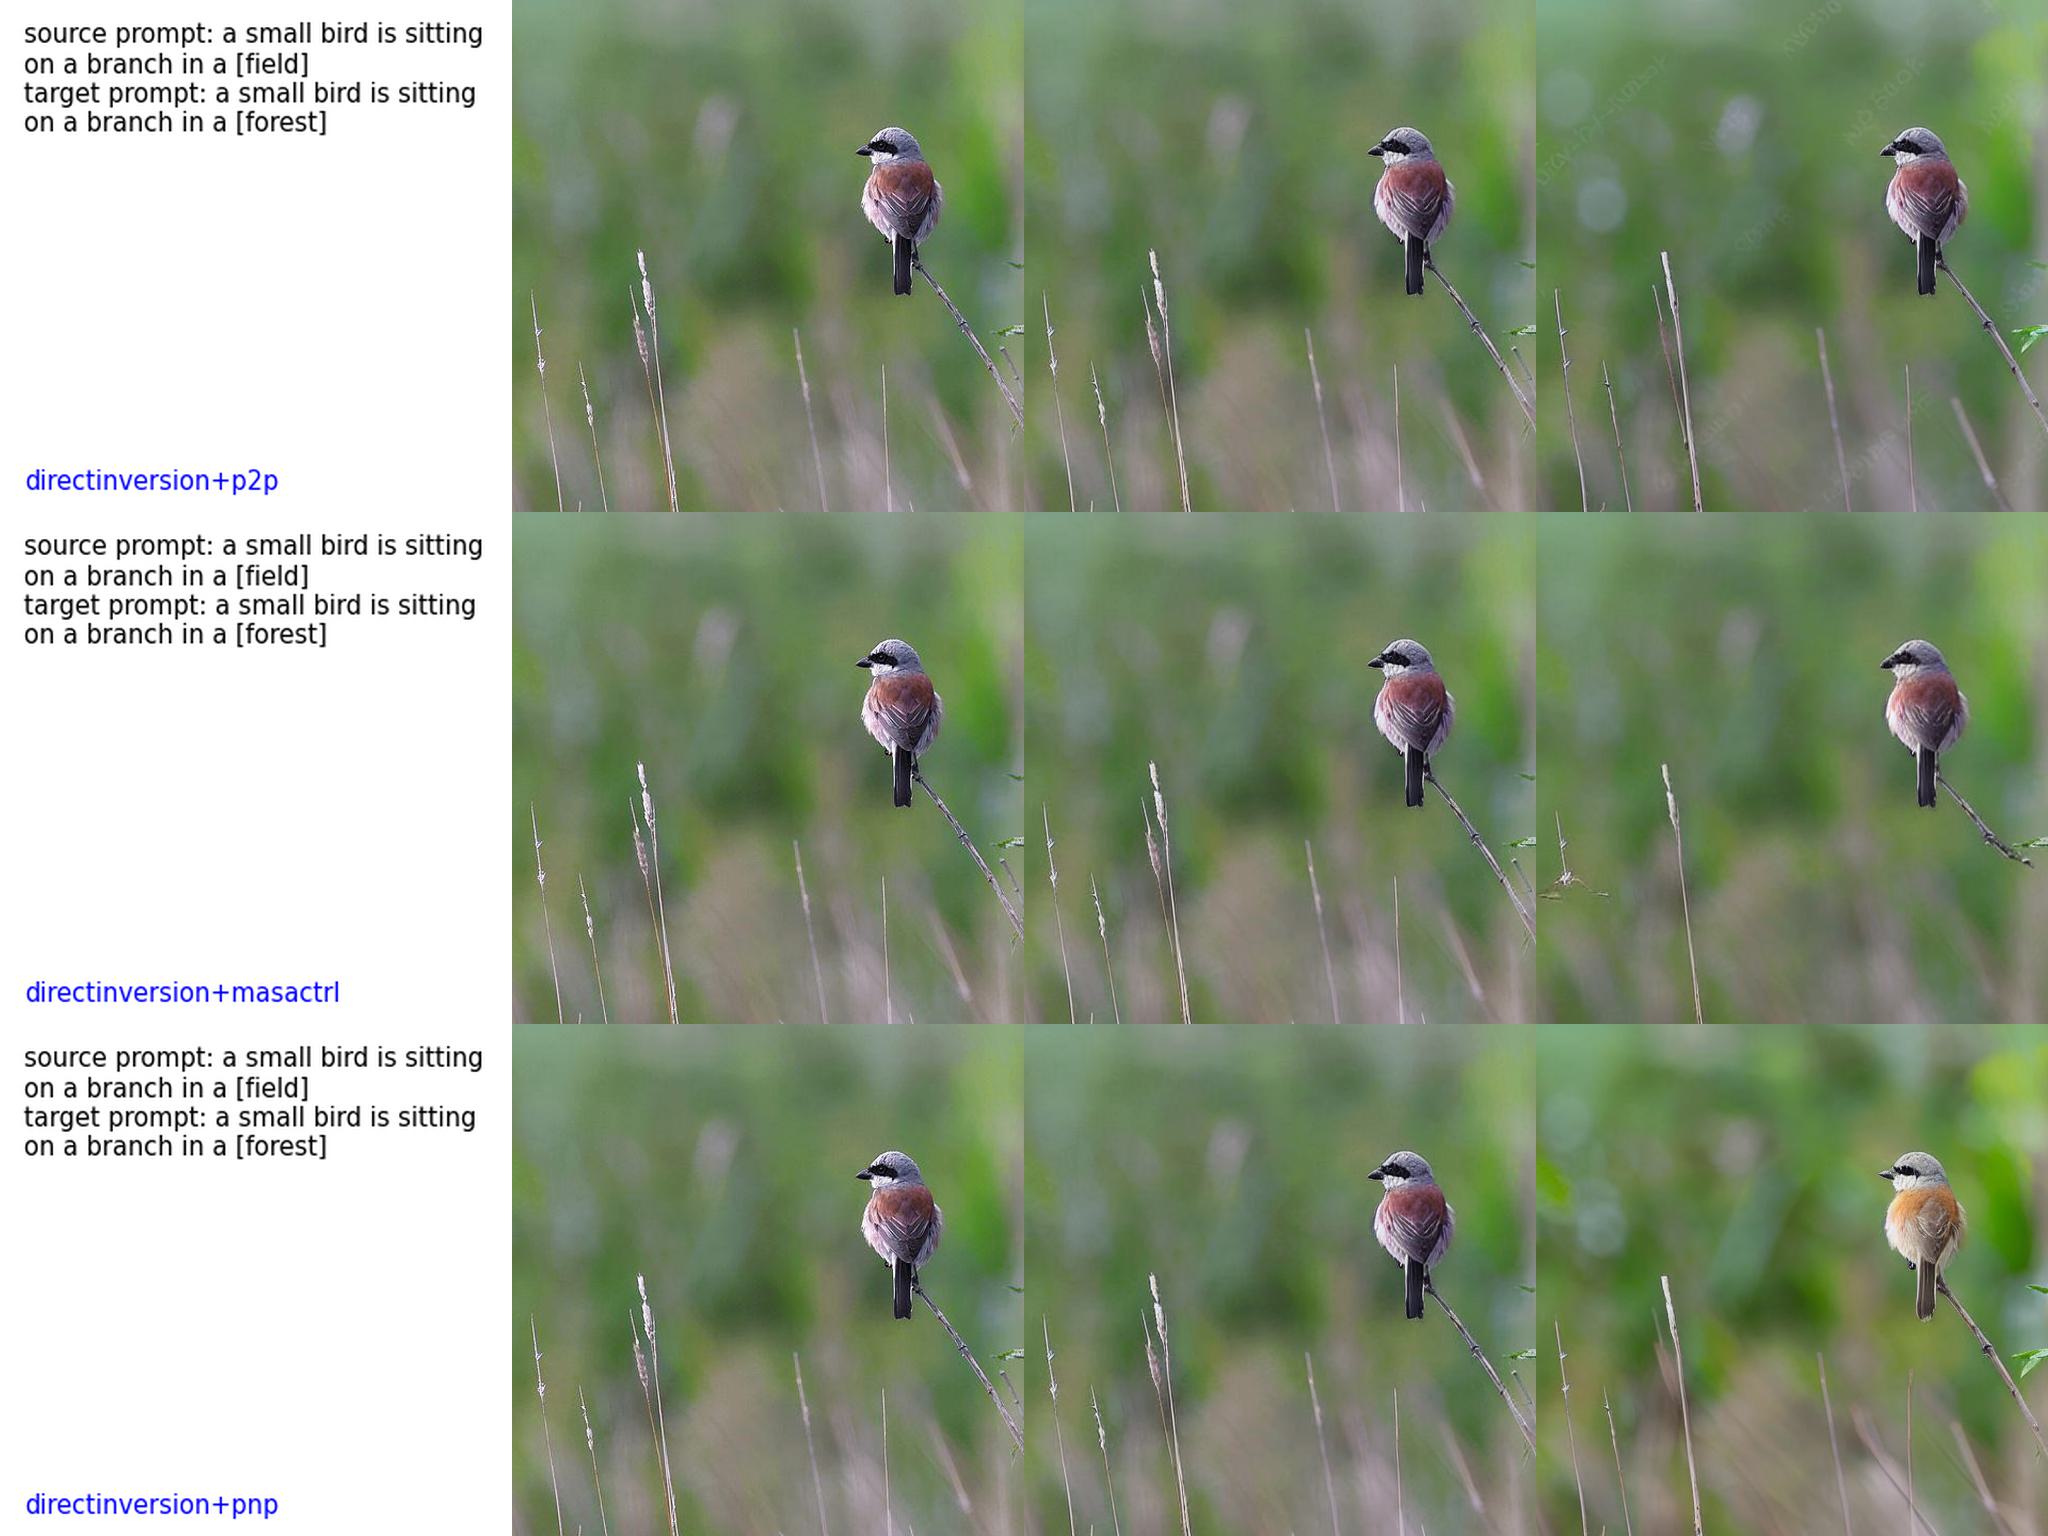 source prompt: a small bird is sitting
on a branch in a [field]
target prompt: a small bird is sitting
on a branch in a [forest]
directinversion+p2p
source prompt: a small bird is sitting
on a branch in a [field]
target prompt: a small bird is sitting
on a branch in a [forest]
directinversion+masactrl
source prompt: a small bird is sitting
on a branch in a [field]
target prompt: a small bird is sitting
on a branch in a [forest]
directinversion+pnp